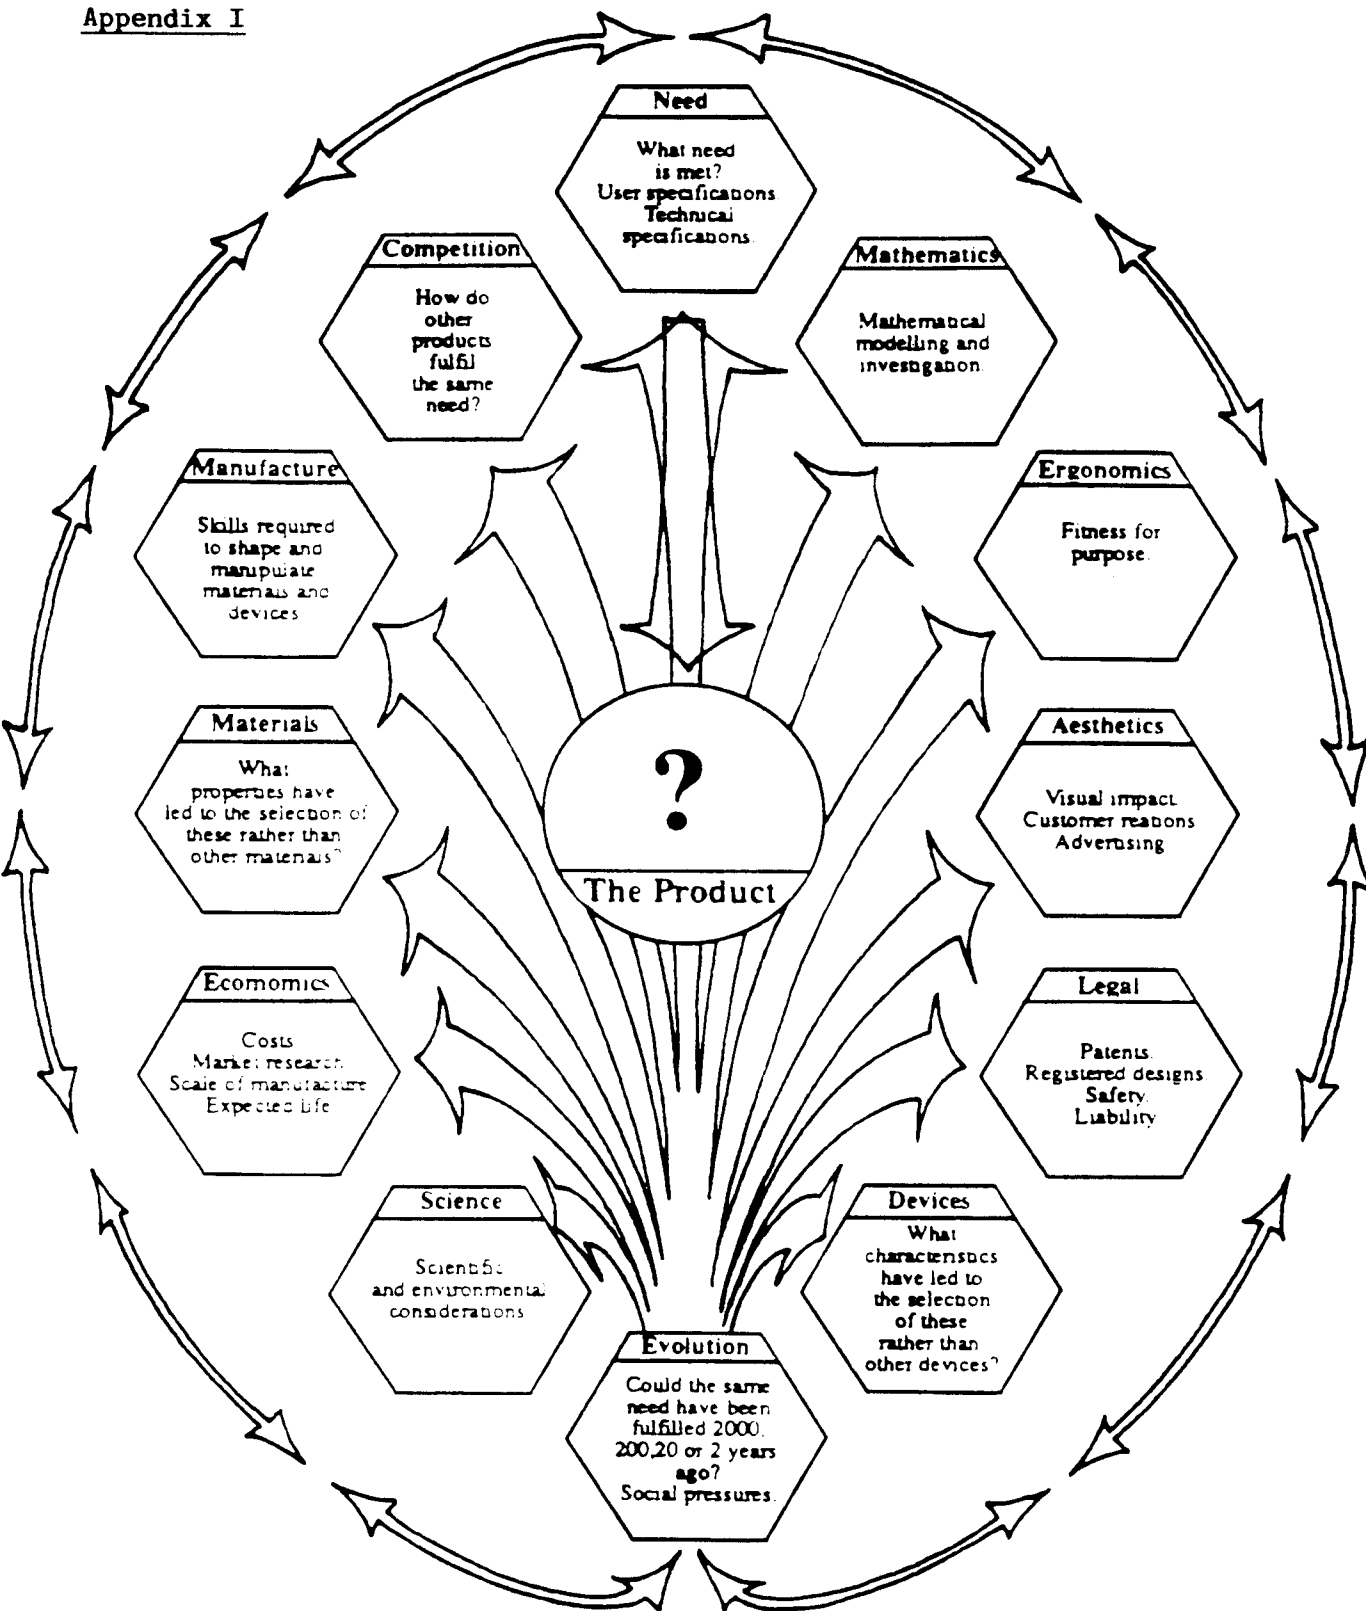 Appendix I
Need
What need
is met?
User specifications.
Technical
specifications.
Competition
How do
other
products
fulfil
the same
need?
Mathematics
Mathematical
modelling and
investigation.
Manufacture
Skills required
to shape and
manipulate
materials and
devices
Ergonomics
Fitness for
purpose.
Materials
What
properties have
led to the selection of
these rather than
other materials?
Aesthetics
Visual impact
Customer reations
Advertising
?
The Product
Ecomomics
Costs
Market research
Scale of manufacture
Expected life
Legal
Patents.
Registered designs.
Safety.
Liability
Science
Scientific
and environmental
considerations
Devices
What
characteristics
have led to
the selection
of these
rather than
other devices?
Evolution
Could the same
need have been
fulfilled 2000,
200,20 or 2 years
ago?
Social pressures.